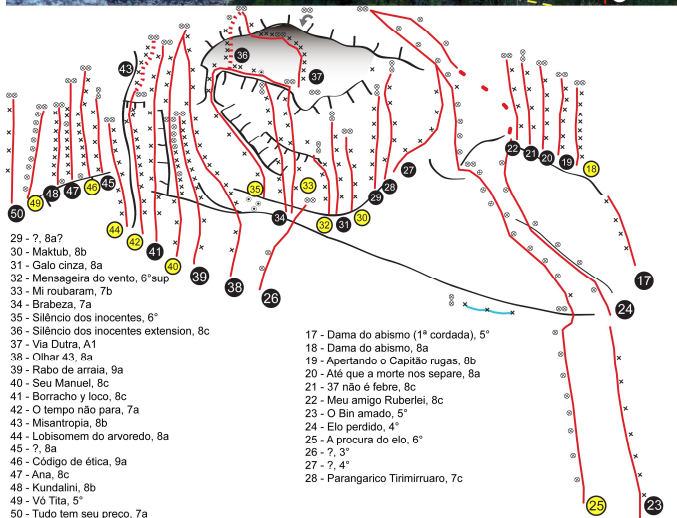 43
36
37
22
21
20
19
18
50
49
48
47
46
45
35
33
27
28
29
34
32
31
30
44
42
41
40
39
38
26
17
24
25
23
29 - ?, 8a?
30 - Maktub, 8b
31 - Galo cinza, 8a
32 - Mensageira do vento, 6°sup
33 - Mi roubaram, 7b
34 - Brabeza, 7a
35 - Silêncio dos inocentes, 6°
36 - Silêncio dos inocentes extension, 8c
37 - Via Dutra, A1
38 - Olhar 43, 8a
39 - Rabo de arraia, 9a
40 - Seu Manuel, 8c
41 - Borracho y loco, 8c
42 - O tempo não para, 7a
43 - Misantropia, 8b
44 - Lobisomem do arvoredo, 8a
45 - ?, 8a
46 - Código de ética, 9a
47 - Ana, 8c
48 - Kundalini, 8b
49 - Vó Tita, 5°
50 - Tudo tem seu preço, 7a
17 - Dama do abismo (1ª cordada), 5°
18 - Dama do abismo, 8a
19 - Apertando o Capitão rugas, 8b
20 - Até que a morte nos separe, 8a
21 - 37 não é febre, 8c
22 - Meu amigo Ruberlei, 8c
23 - O Bin amado, 5°
24 - Elo perdido, 4°
25 - A procura do elo, 6°
26 - ?, 3°
27 - ?, 4°
28 - Parangarico Tirimirruaro, 7c